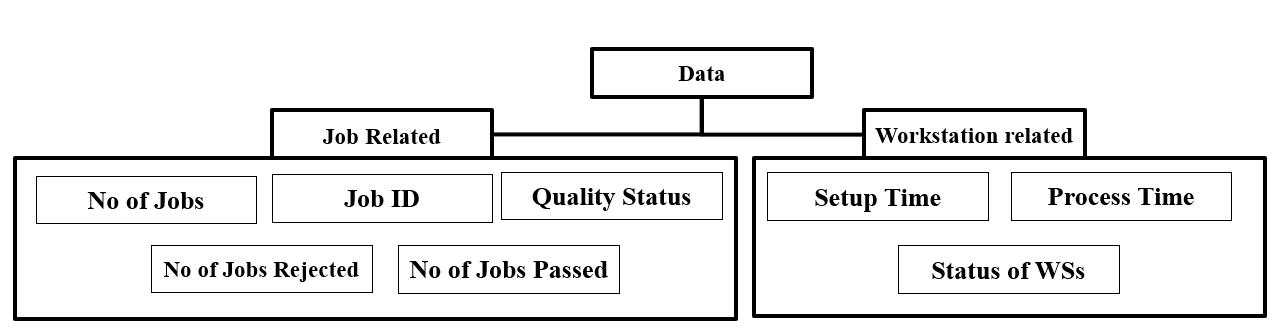 Data
Job Related
Workstation related
No of Jobs
Job ID
Quality Status
Setup Time
Process Time
No of Jobs Rejected
No of Jobs Passed
Status of WSs